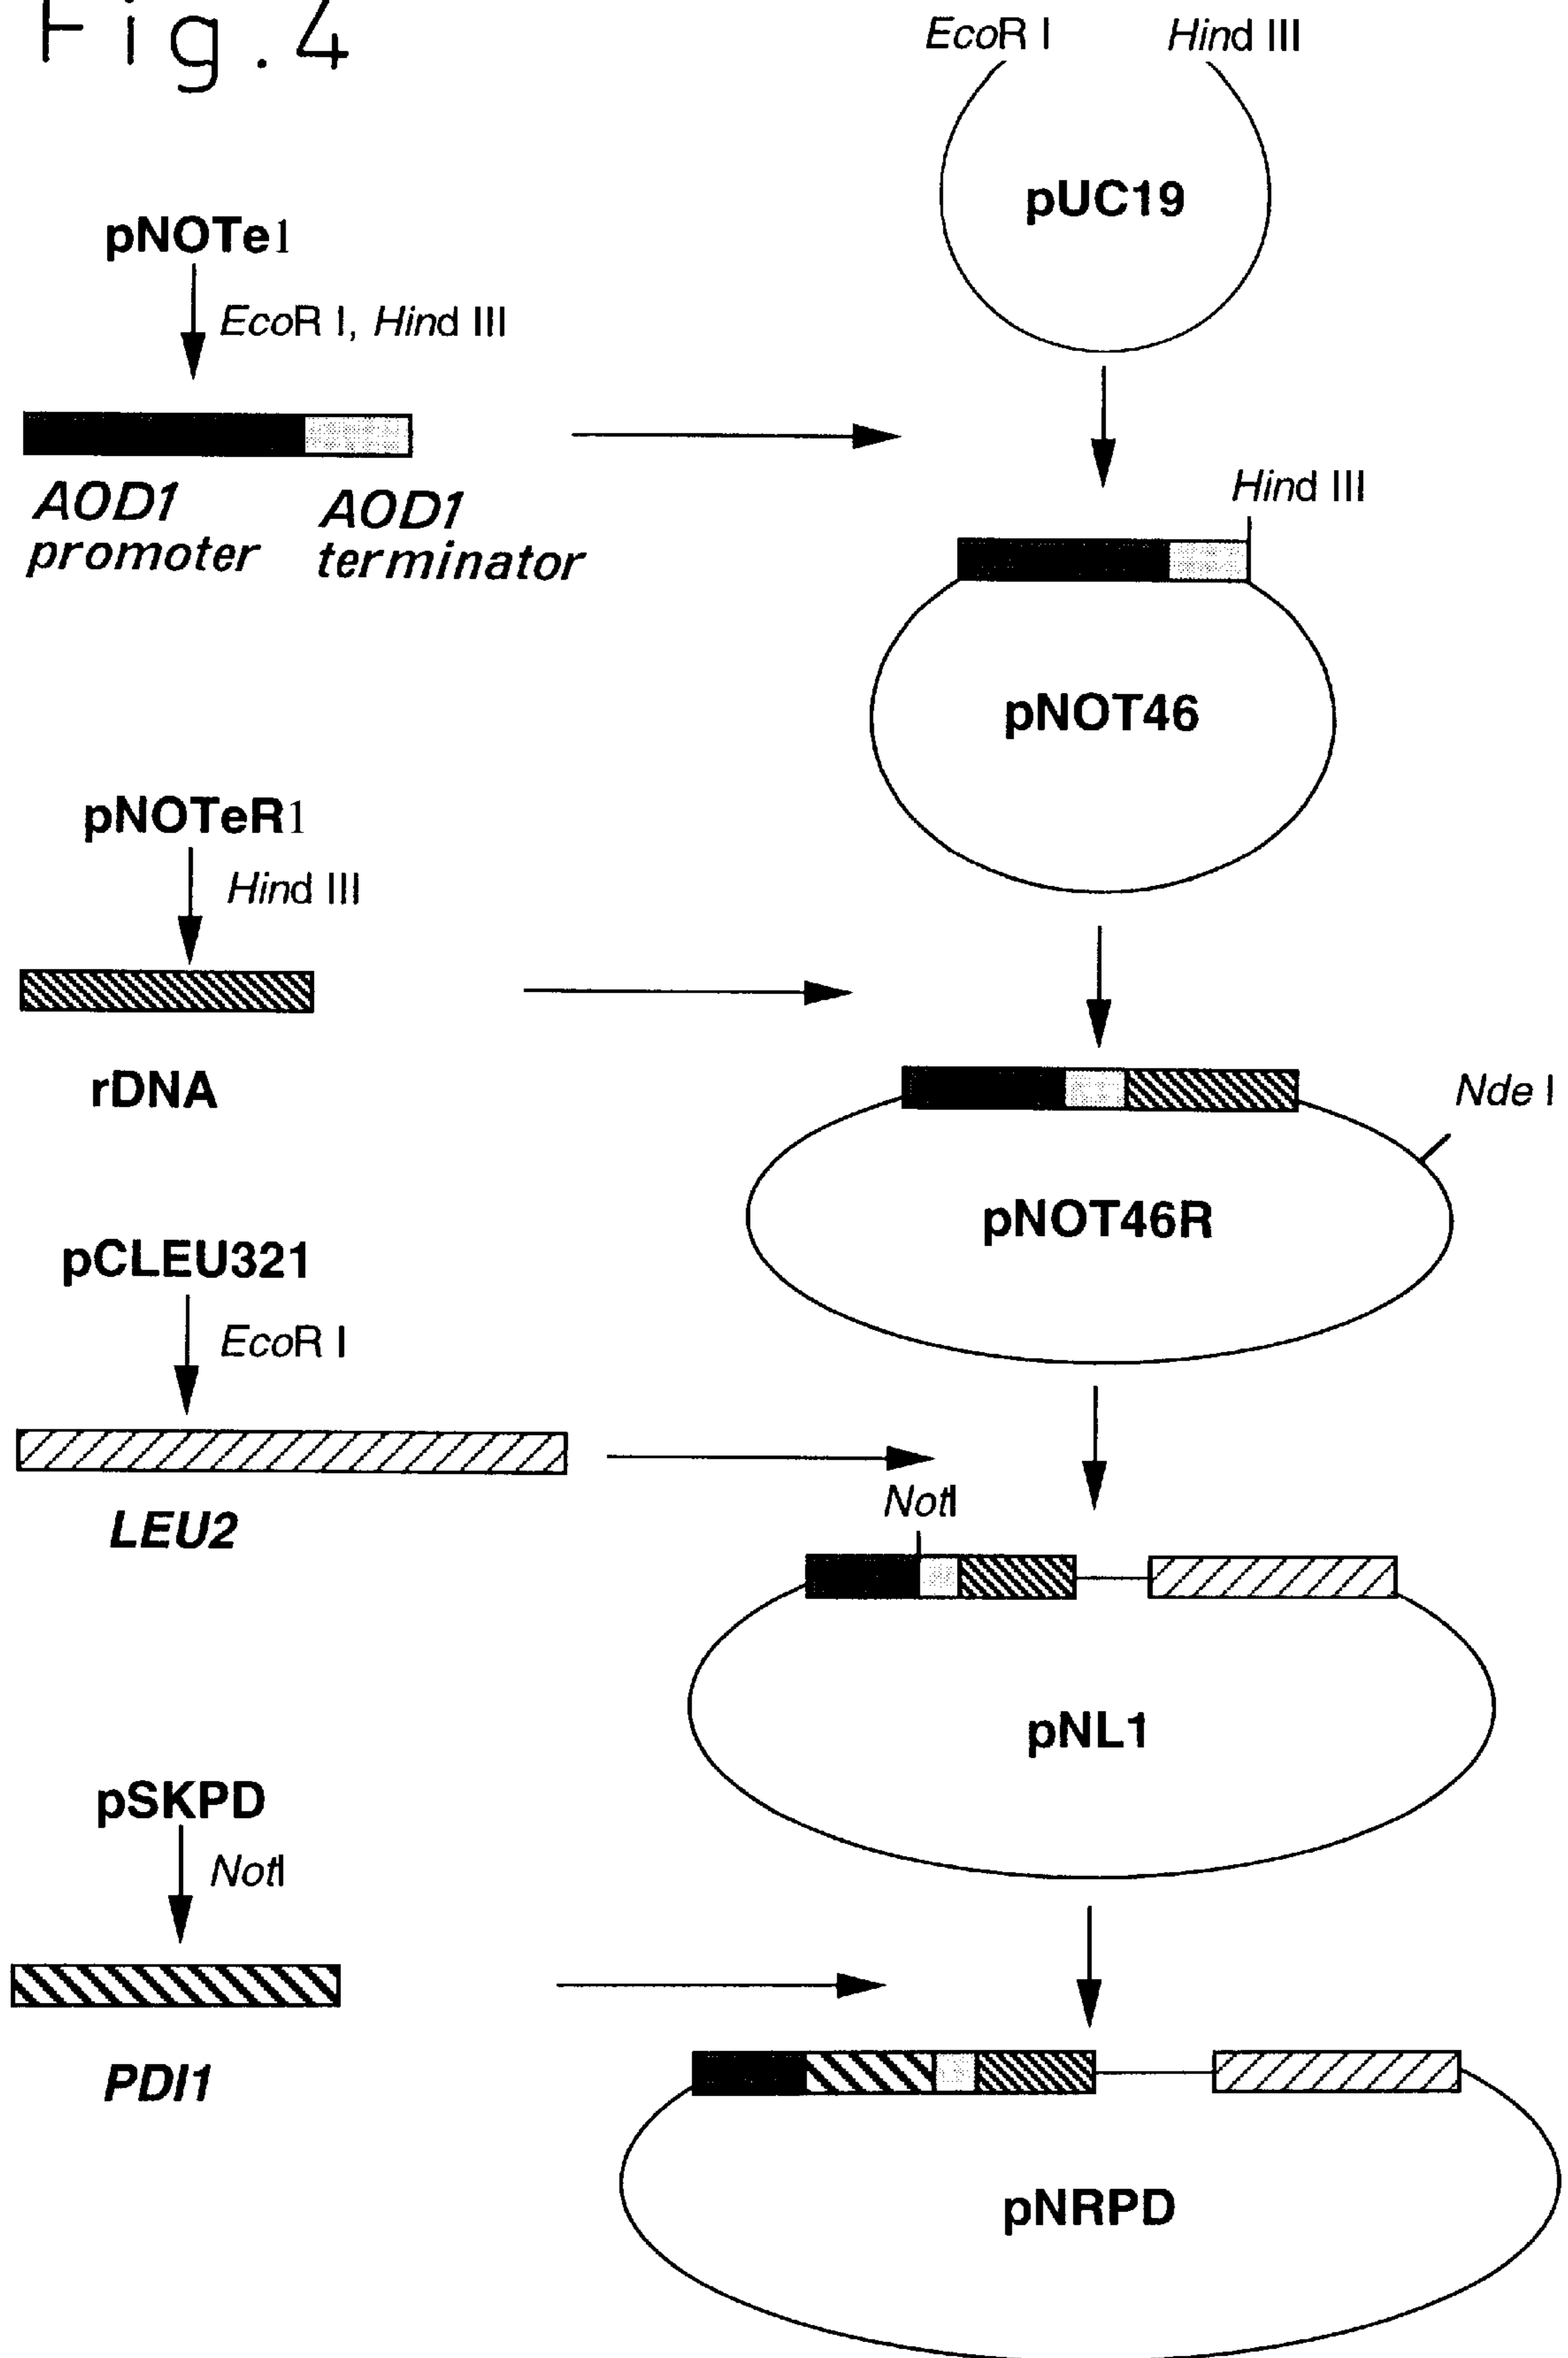 Fig.4
EcoR I
Hind III
pUC19
pNOTe1
EcoR I, Hind III
AOD1
promoter
AOD1
terminator
Hind III
pNOT46
pNOTeR1
Hind III
rDNA
Nde I
pNOT46R
pCLEU321
EcoR I
LEU2
NotI
pNL1
pSKPD
NotI
PDI1
pNRPD